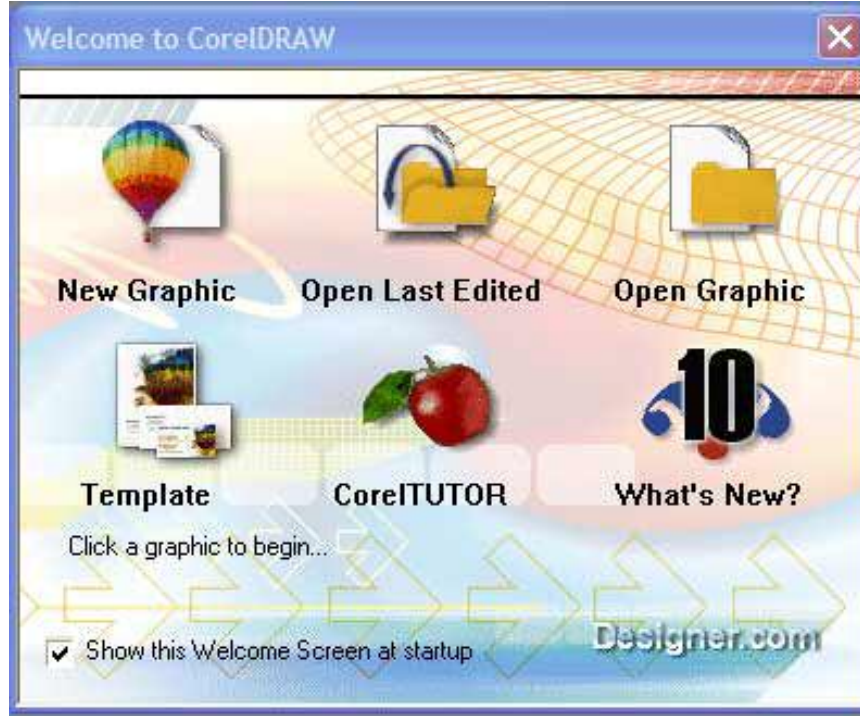 Welcome to CorelDRAW
New Graphic Open Last Edited Open Graphic
10
Template CorelTUTOR What's New?
Click a graphic to begin...
Show this Welcome Screen at startup
Designer.com